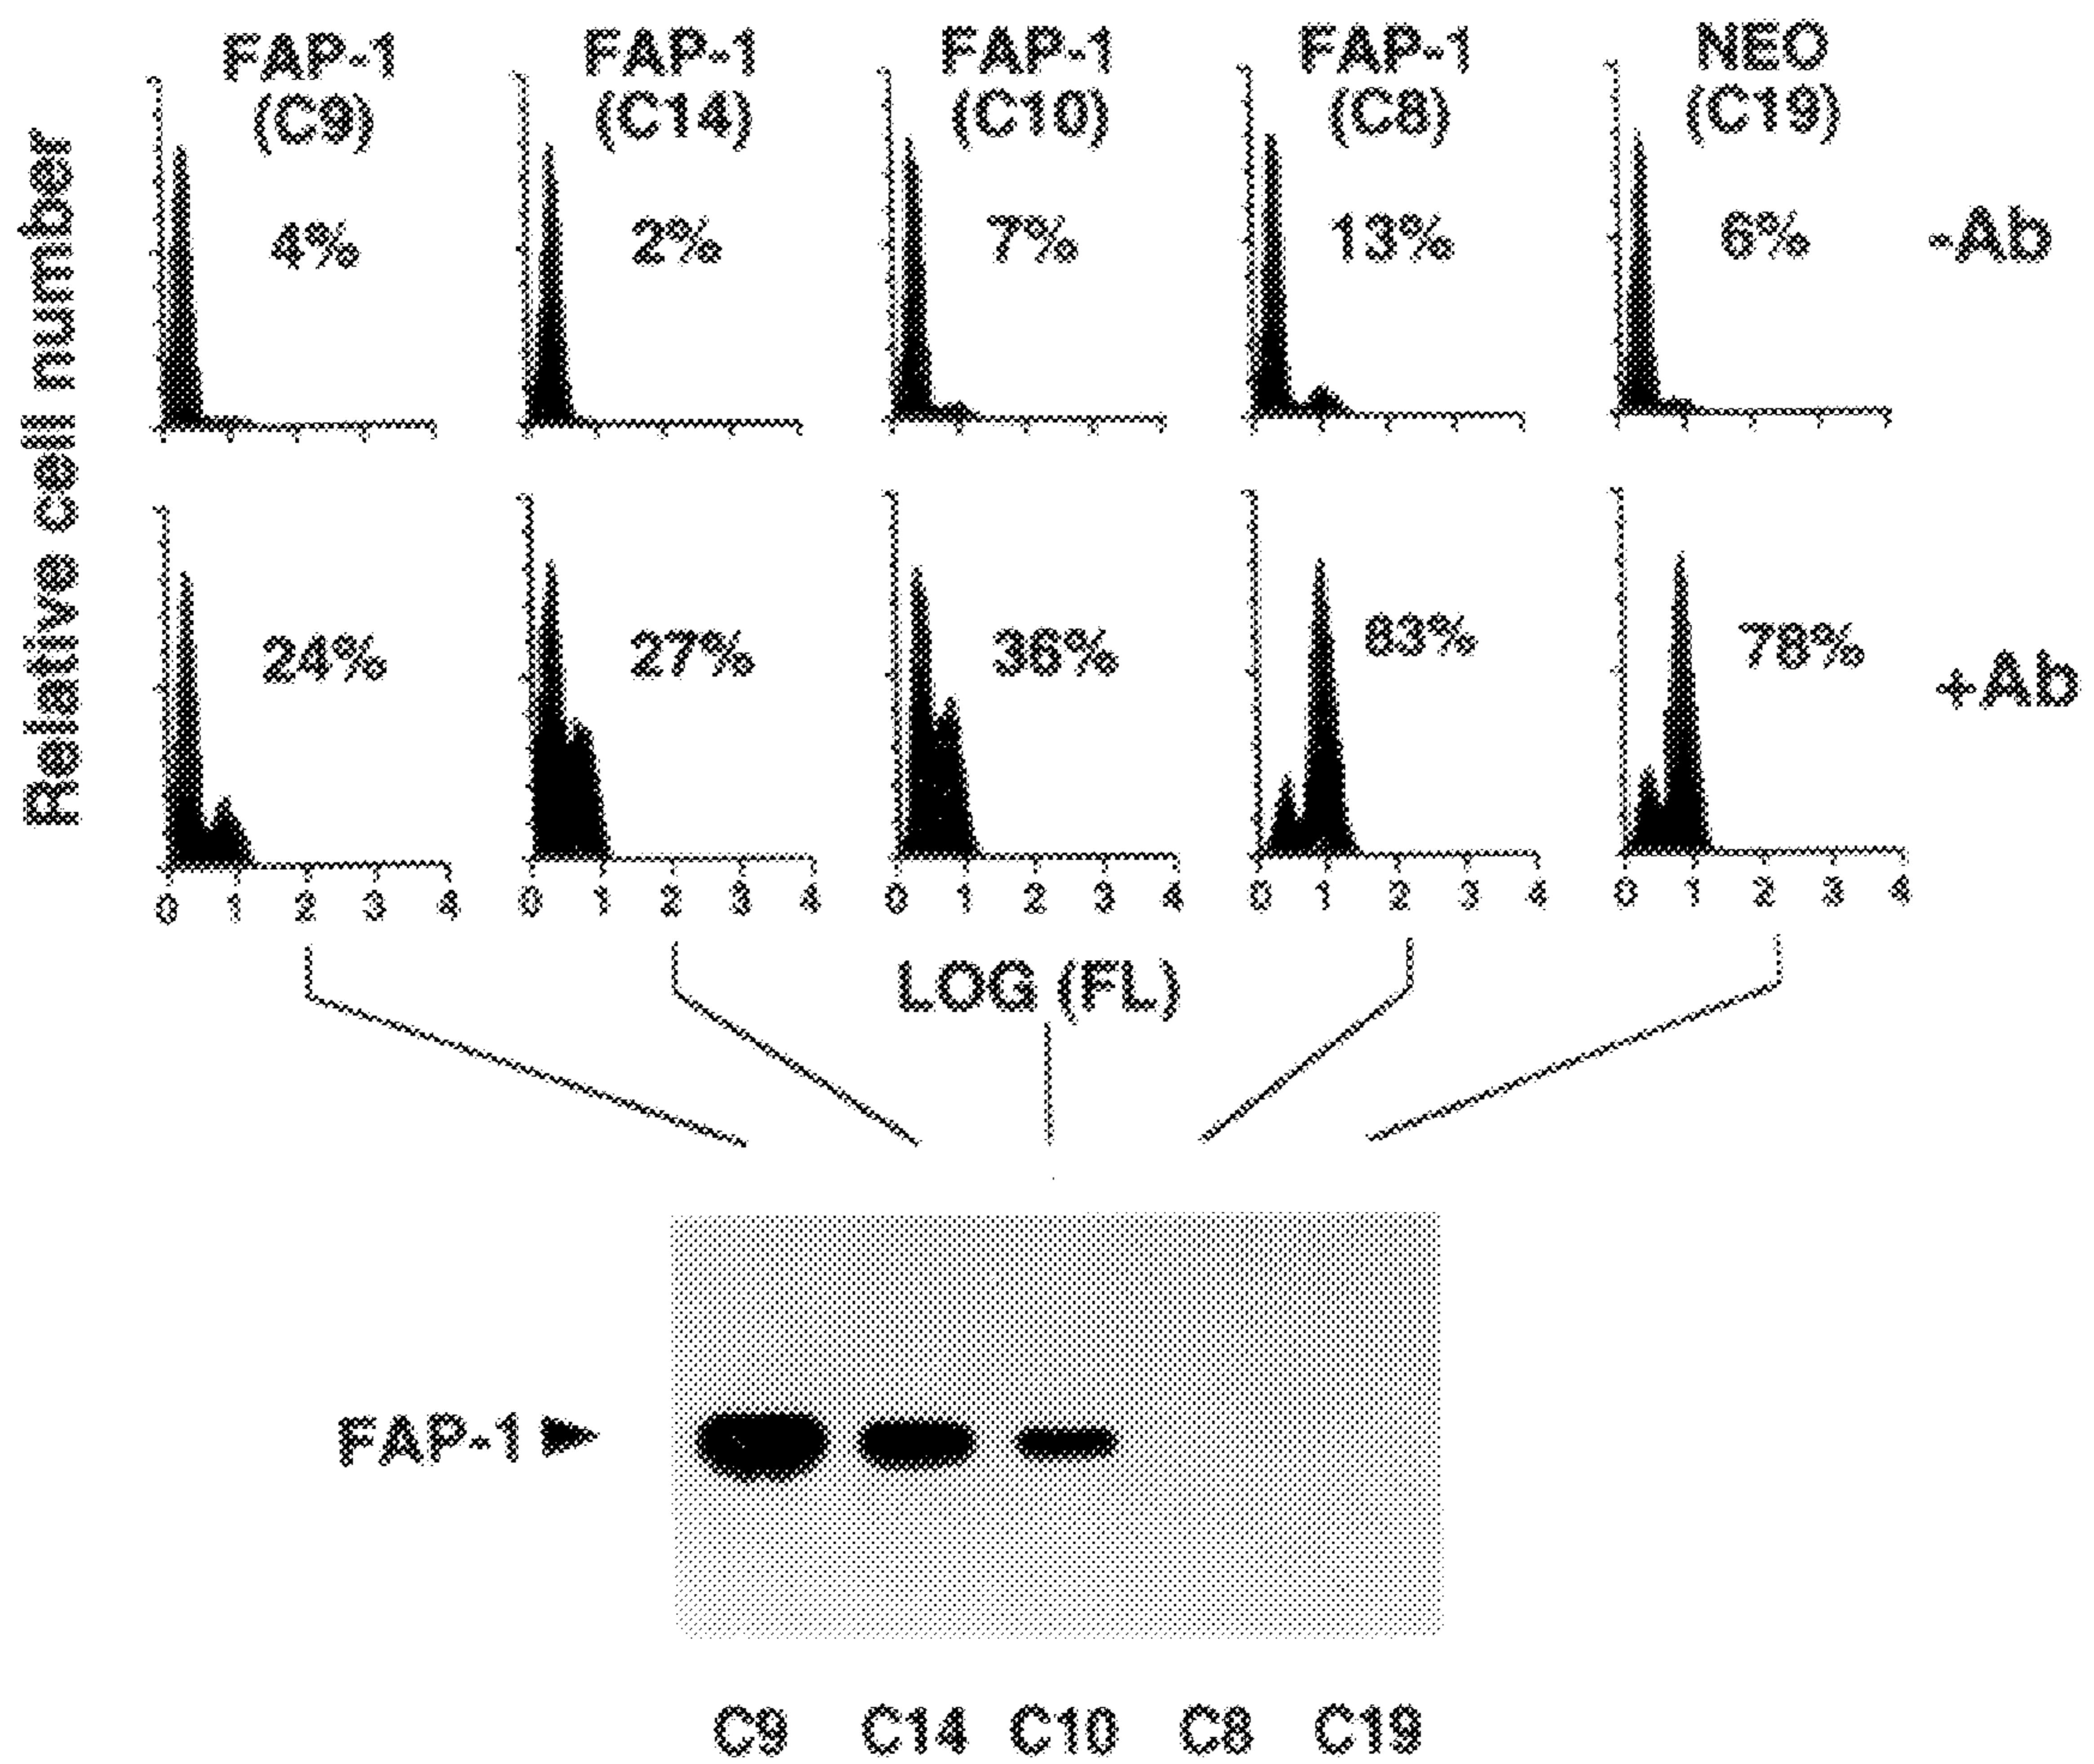 FAP-1 FAP-1 FAP-1 FAP-1 NEO
(C9) (C14) (C10) (C8) (C19)
4% 2% 7% 13% 6% -Ab
Relative cell number
24% 27% 36% 83% 78% +Ab
0 1 2 3 4 0 1 2 3 4 0 1 2 3 4 0 1 2 3 4 0 1 2 3 4
LOG (FL)
FAP-1
C9 C14 C10 C8 C19